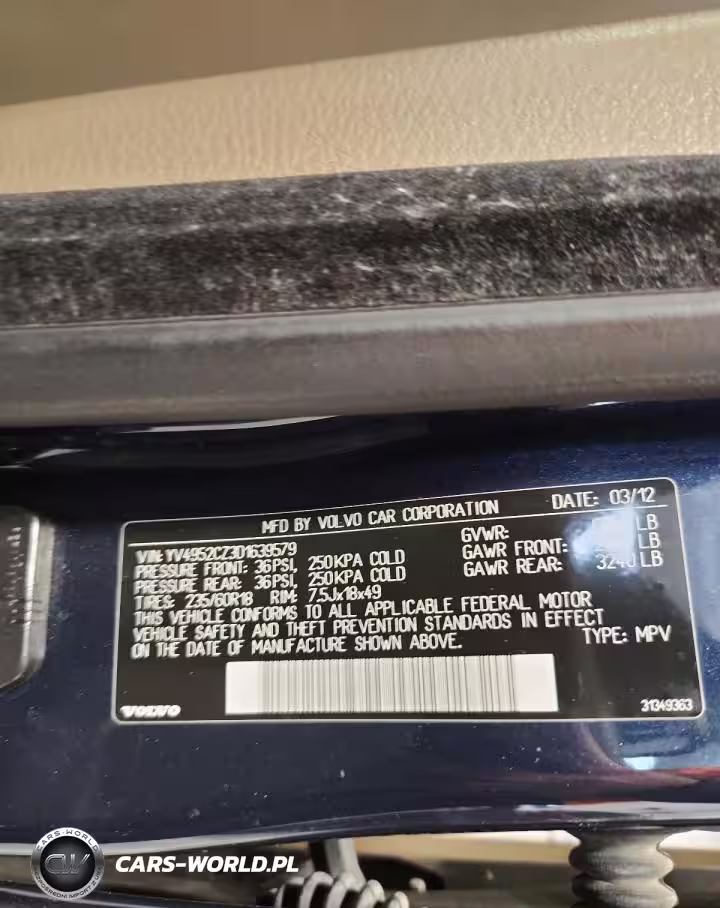 MFD BY VOLVO CAR CORPORATION DATE: 03/12
VIN: YV4952CZ3D1639579
PRESSURE FRONT: 36PSI, 250KPA COLD
PRESSURE REAR: 36PSI, 250KPA COLD
TIRES: 235/60R18 RIM: 7.5Jx18x49
GVWR: LB
GAWR FRONT: LB
GAWR REAR: LB
THIS VEHICLE CONFORMS TO ALL APPLICABLE FEDERAL MOTOR
VEHICLE SAFETY AND THEFT PREVENTION STANDARDS IN EFFECT
ON THE DATE OF MANUFACTURE SHOWN ABOVE. TYPE: MPV
VOLVO 31349363
CARS-WORLD
CW
CARS-WORLD.PL